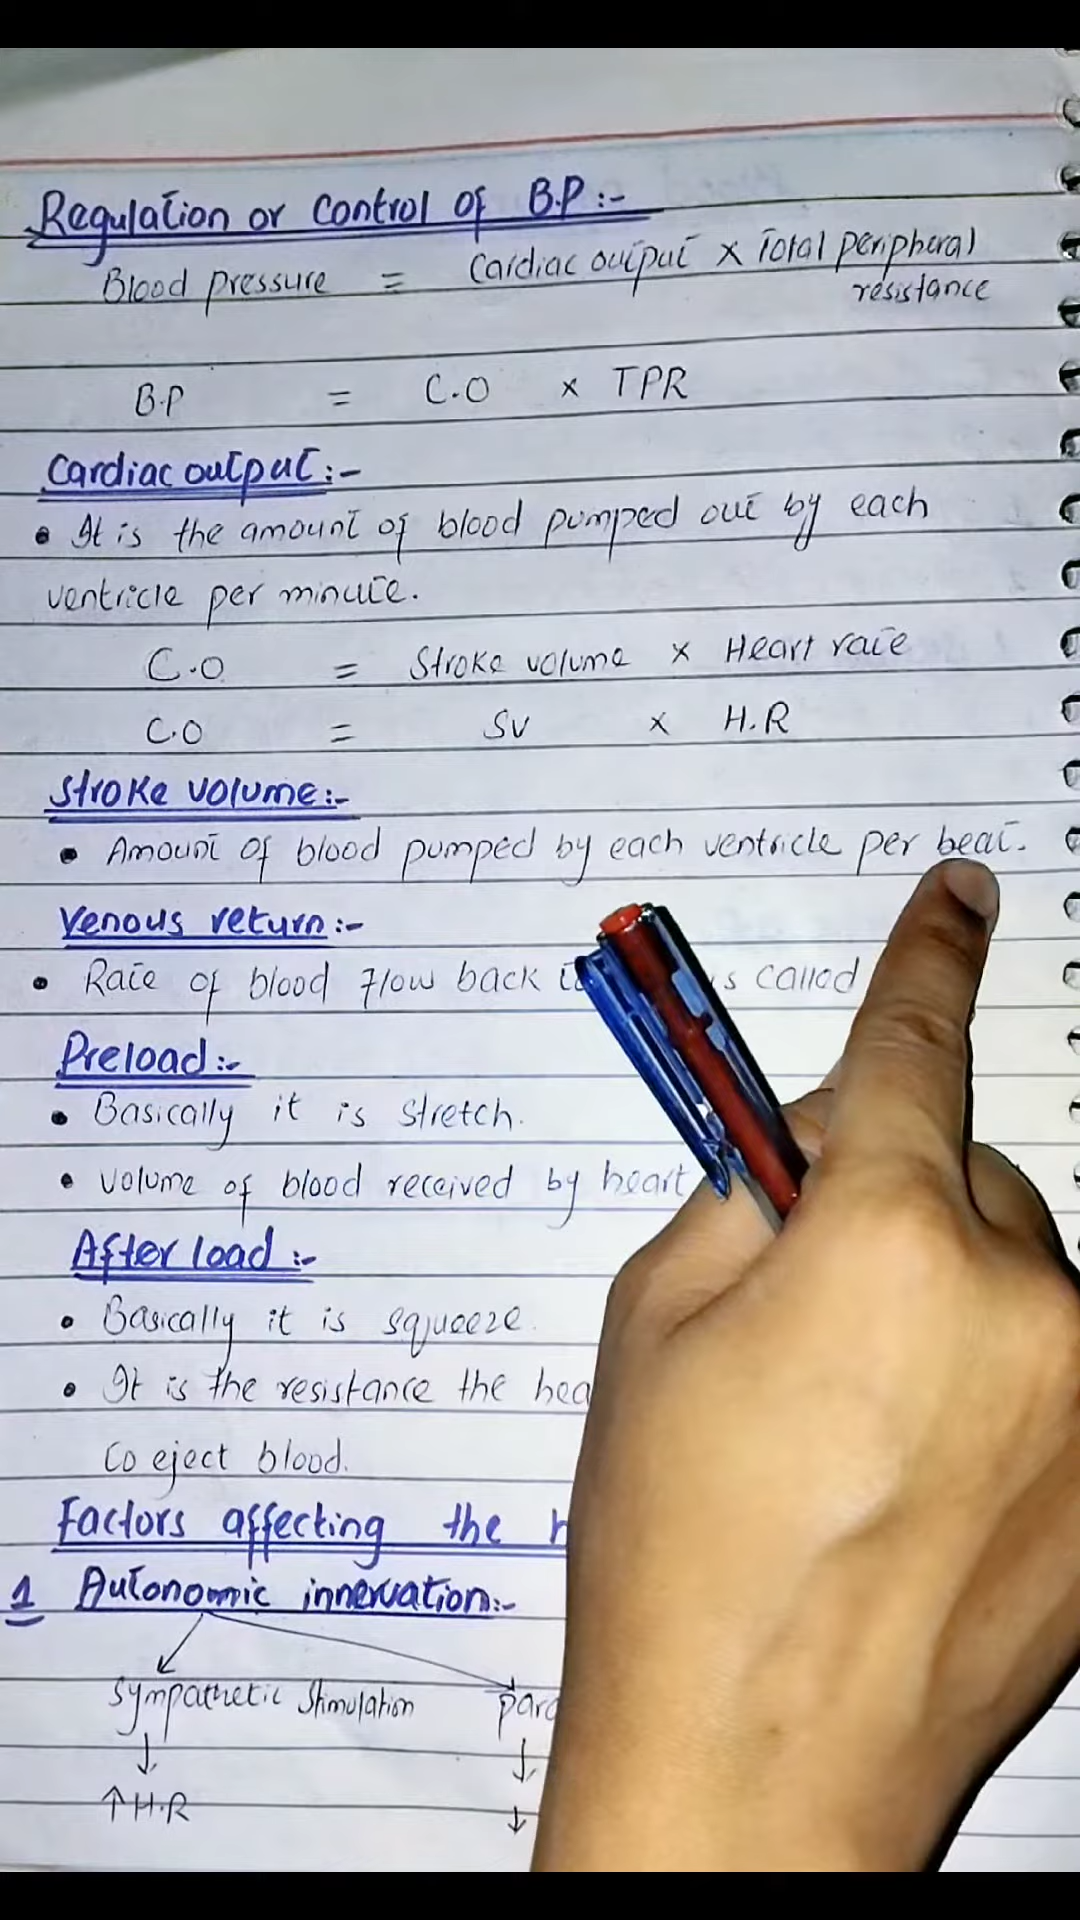 Regulation or control of B.P:-
Blood pressure = Cardiac output × Total peripheral
resistance
B.P = C.O × TPR
Cardiac output:-
• It is the amount of blood pumped out by each
ventricle per minute.
C.O = Stroke volume × Heart rate
C.O = SV × H.R
Stroke volume:-
• Amount of blood pumped by each ventricle per beat.
Venous return:-
• Rate of blood flow back called
Preload:-
• Basically it is stretch.
• volume of blood received by heart
After load:-
• Basically it is squeeze.
• It is the resistance the
to eject blood.
Factors affecting the
1 Autonomic innervation:-
Sympathetic stimulation
↓ ↓
↑ H.R ↓